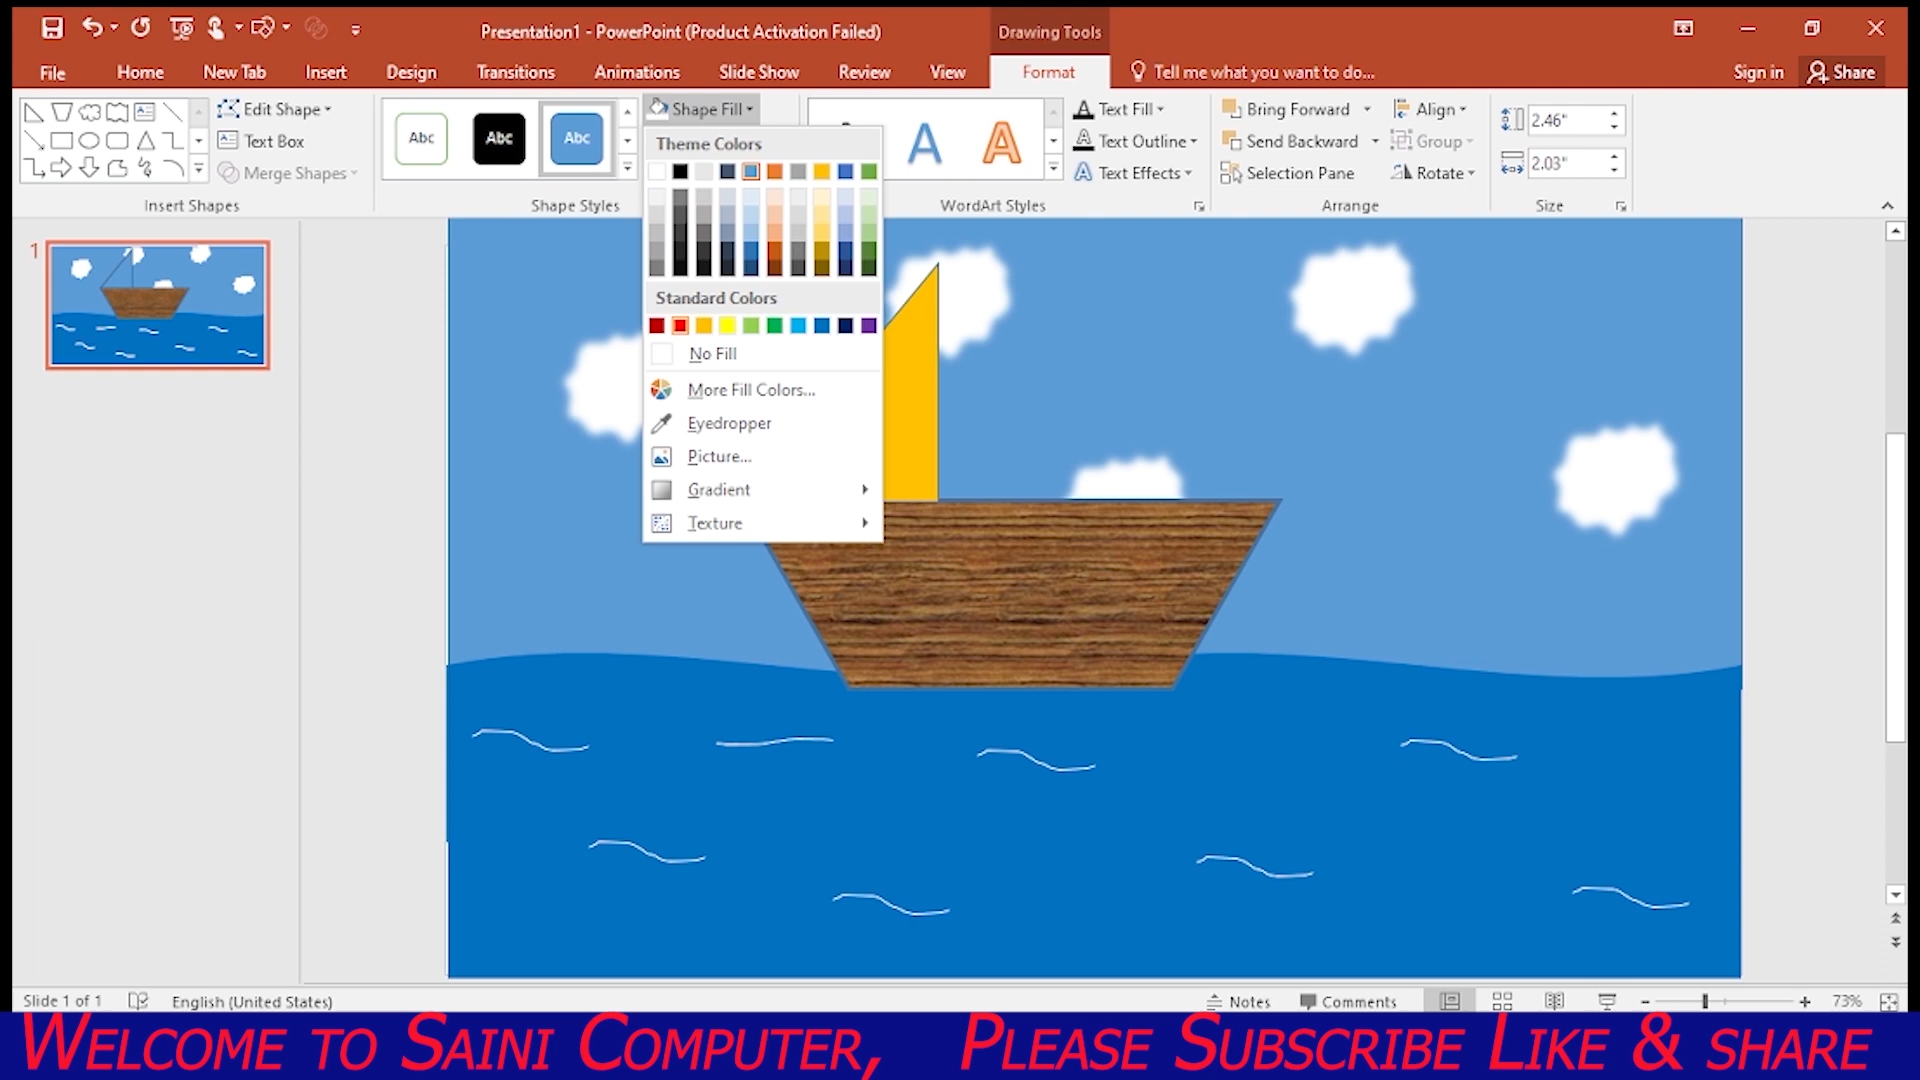 Presentation1 - PowerPoint (Product Activation Failed)
Drawing Tools
File Home New Tab Insert Design Transitions Animations Slide Show Review View Format Tell me what you want to do... Sign in Share
Edit Shape
Text Box
Merge Shapes
Insert Shapes
Abc Abc Abc
Shape Styles
Shape Fill
Theme Colors
Standard Colors
No Fill
More Fill Colors...
Eyedropper
Picture...
Gradient
Texture
A A
WordArt Styles
Text Fill
Text Outline
Text Effects
Bring Forward
Send Backward
Selection Pane
Align
Group
Rotate
Arrange
2.46"
2.03"
Size
1
Slide 1 of 1 English (United States) Notes Comments 73%
WELCOME TO SAINI COMPUTER, PLEASE SUBSCRIBE LIKE & SHARE